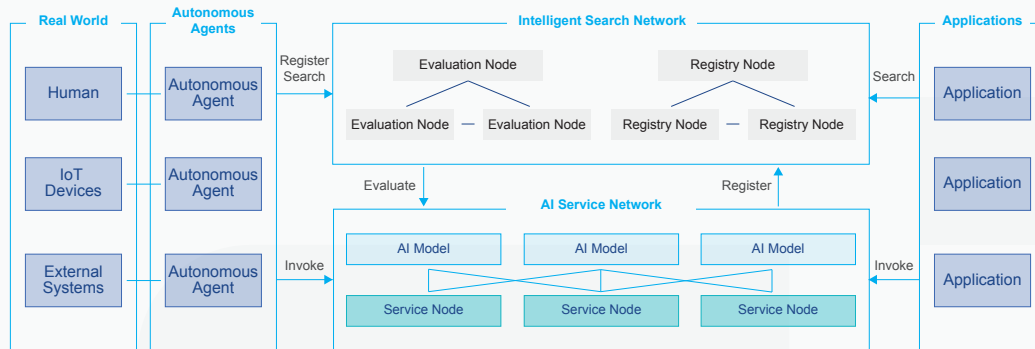 Real World
Autonomous
Agents
Intelligent Search Network
Applications
Human
IoT
Devices
External
Systems
Autonomous
Agent
Autonomous
Agent
Autonomous
Agent
Register
Search
Invoke
Evaluation Node
Evaluation Node
Evaluation Node
Registry Node
Registry Node
Registry Node
Evaluate
Register
AI Service Network
AI Model
AI Model
AI Model
Service Node
Service Node
Service Node
Search
Invoke
Application
Application
Application